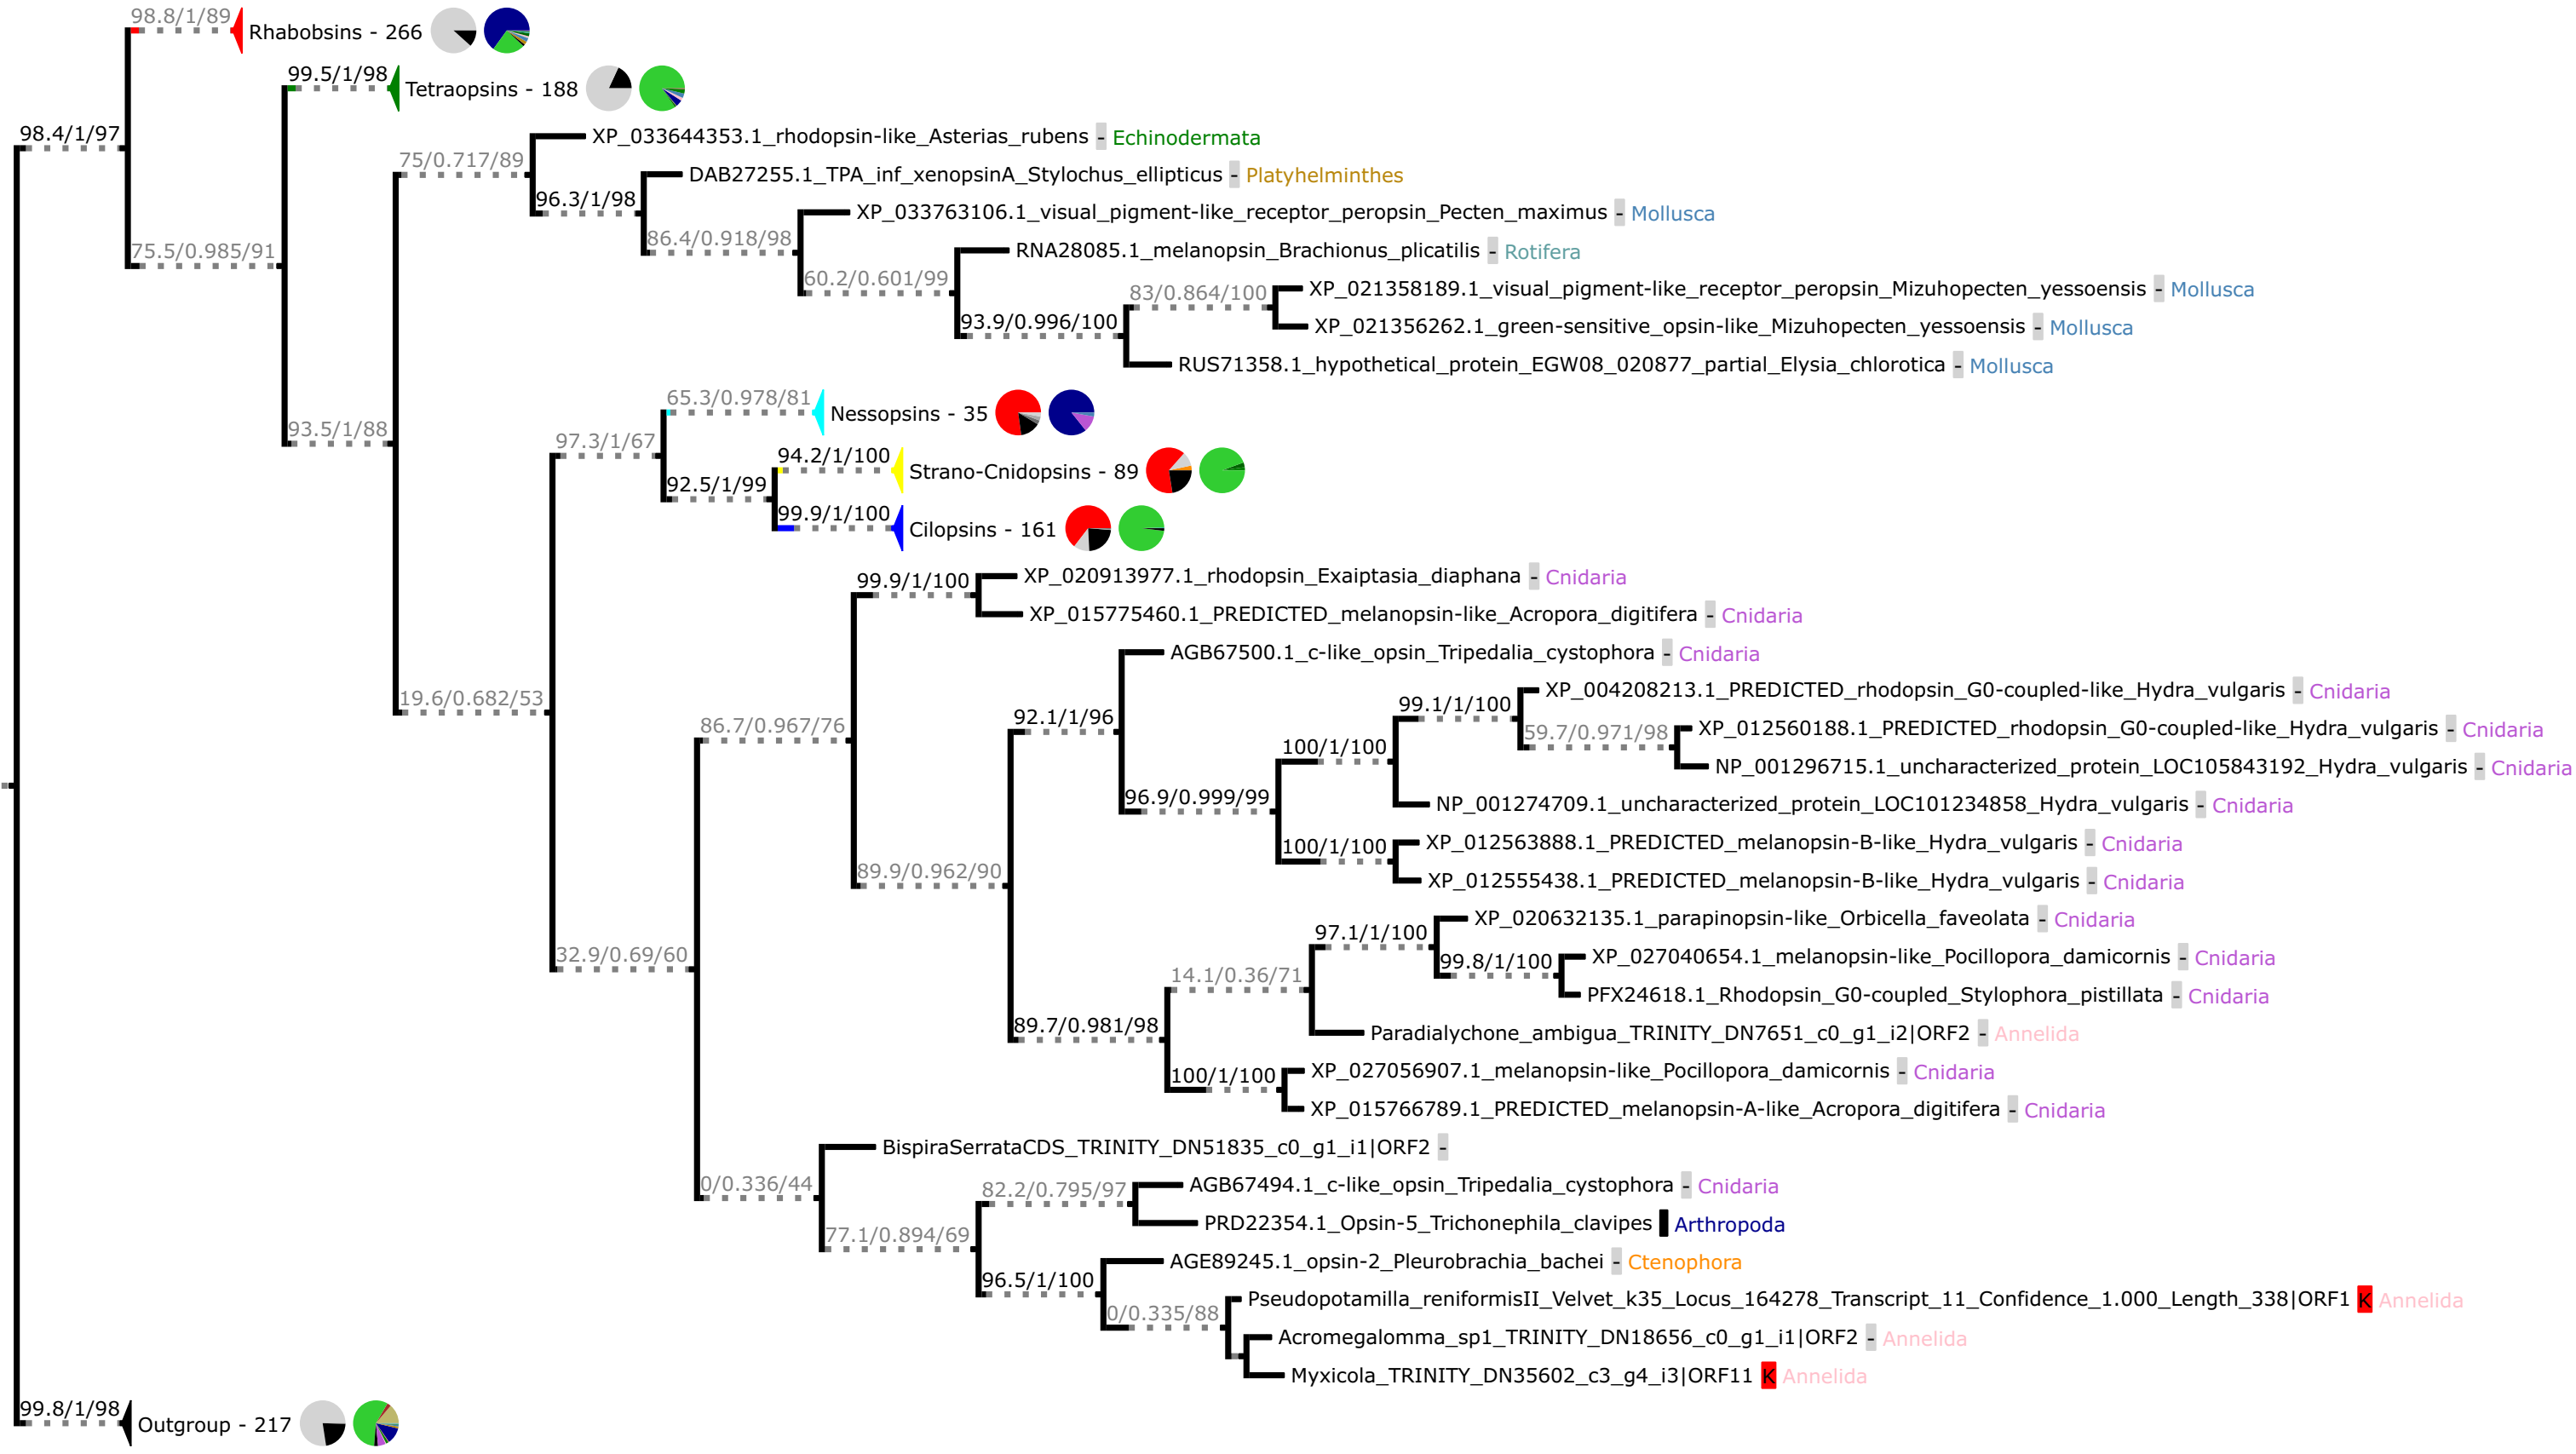 98.8/1/89
Rhabobsins - 266
99.5/1/98
Tetraopsins - 188
98.4/1/97
XP_033644353.1_rhodopsin-like_Asterias_rubens - Echinodermata
75/0.717/89
DAB27255.1_TPA_inf_xenopsinA_Stylochus_ellipticus - Platyhelminthes
96.3/1/98
XP_033763106.1_visual_pigment-like_receptor_peropsin_Pecten_maximus - Mollusca
86.4/0.918/98
75.5/0.985/91
RNA28085.1_melanopsin_Brachionus_plicatilis - Rotifera
60.2/0.601/99
83/0.864/100
XP_021358189.1_visual_pigment-like_receptor_peropsin_Mizuhopecten_yessoensis - Mollusca
93.9/0.996/100
XP_021356262.1_green-sensitive_opsin-like_Mizuhopecten_yessoensis - Mollusca
RUS71358.1_hypothetical_protein_EGW08_020877_partial_Elysia_chlorotica - Mollusca
65.3/0.978/81
Nessopsins - 35
93.5/1/88
97.3/1/67
94.2/1/100
Strano-Cnidopsins - 89
92.5/1/99
99.9/1/100
Cilopsins - 161
99.9/1/100
XP_020913977.1_rhodopsin_Exaiptasia_diaphana - Cnidaria
XP_015775460.1_PREDICTED_melanopsin-like_Acropora_digitifera - Cnidaria
AGB67500.1_c-like_opsin_Tripedalia_cystophora - Cnidaria
19.6/0.682/53
XP_004208213.1_PREDICTED_rhodopsin_G0-coupled-like_Hydra_vulgaris - Cnidaria
99.1/1/100
92.1/1/96
86.7/0.967/76
XP_012560188.1_PREDICTED_rhodopsin_G0-coupled-like_Hydra_vulgaris - Cnidaria
59.7/0.971/98
100/1/100
NP_001296715.1_uncharacterized_protein_LOC105843192_Hydra_vulgaris - Cnidaria
96.9/0.999/99
NP_001274709.1_uncharacterized_protein_LOC101234858_Hydra_vulgaris - Cnidaria
100/1/100
XP_012563888.1_PREDICTED_melanopsin-B-like_Hydra_vulgaris - Cnidaria
89.9/0.962/90
XP_012555438.1_PREDICTED_melanopsin-B-like_Hydra_vulgaris - Cnidaria
XP_020632135.1_parapinopsin-like_Orbicella_faveolata - Cnidaria
97.1/1/100
32.9/0.69/60
XP_027040654.1_melanopsin-like_Pocillopora_damicornis - Cnidaria
99.8/1/100
14.1/0.36/71
PFX24618.1_Rhodopsin_G0-coupled_Stylophora_pistillata - Cnidaria
89.7/0.981/98
Paradialychone_ambigua_TRINITY_DN7651_c0_g1_i2|ORF2 - Annelida
100/1/100
XP_027056907.1_melanopsin-like_Pocillopora_damicornis - Cnidaria
XP_015766789.1_PREDICTED_melanopsin-A-like_Acropora_digitifera - Cnidaria
BispiraSerrataCDS_TRINITY_DN51835_c0_g1_i1|ORF2 -
0/0.336/44
82.2/0.795/97
AGB67494.1_c-like_opsin_Tripedalia_cystophora - Cnidaria
PRD22354.1_Opsin-5_Trichonephila_clavipes Arthropoda
77.1/0.894/69
AGE89245.1_opsin-2_Pleurobrachia_bachei - Ctenophora
96.5/1/100
Pseudopotamilla_reniformisII_Velvet_k35_Locus_164278_Transcript_11_Confidence_1.000_Length_338|ORF1 K Annelida
0/0.335/88
Acromegalomma_sp1_TRINITY_DN18656_c0_g1_i1|ORF2 - Annelida
Myxicola_TRINITY_DN35602_c3_g4_i3|ORF11 K Annelida
99.8/1/98
Outgroup - 217